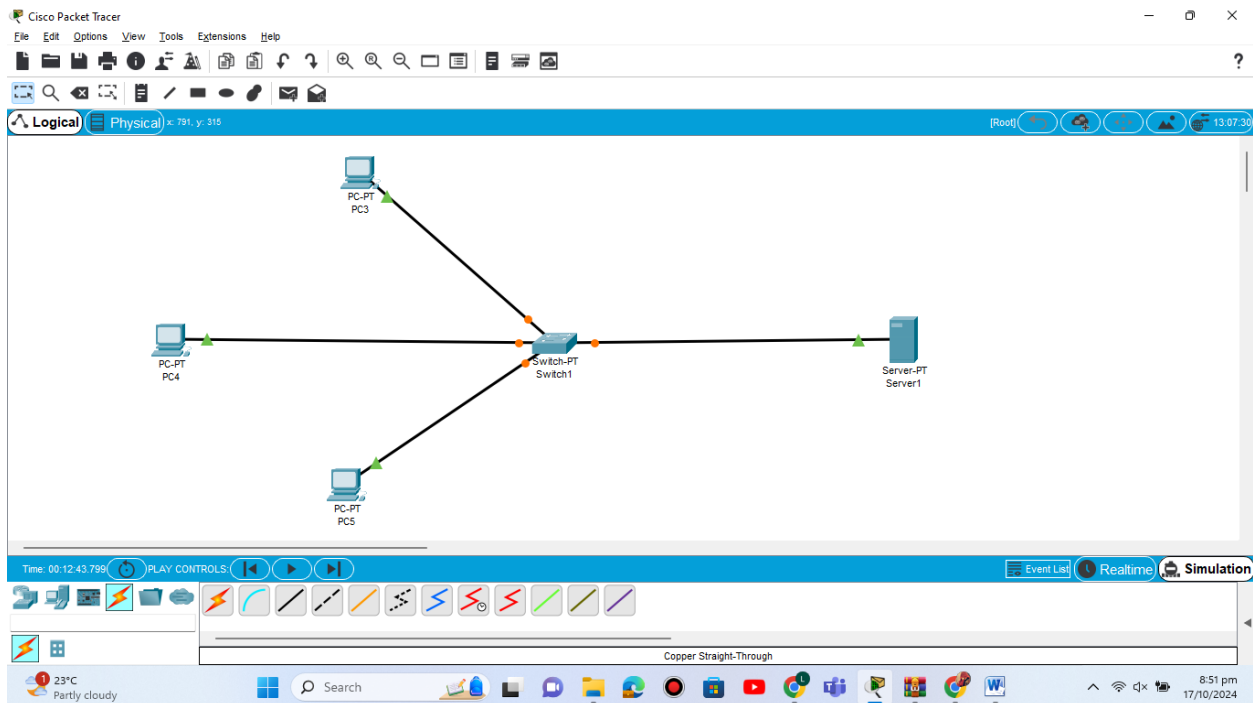 Cisco Packet Tracer
File Edit Options View Tools Extensions Help
?
Logical Physical x: 791, y: 315 [Root] 13:07:30
PC-PT
PC3
PC-PT
PC4
Switch-PT
Switch1
Server-PT
Server1
PC-PT
PC5
Time: 00:12:43.799 PLAY CONTROLS: Event List Realtime Simulation
Copper Straight-Through
1 23°C
Partly cloudy
Search
8:51 pm
17/10/2024